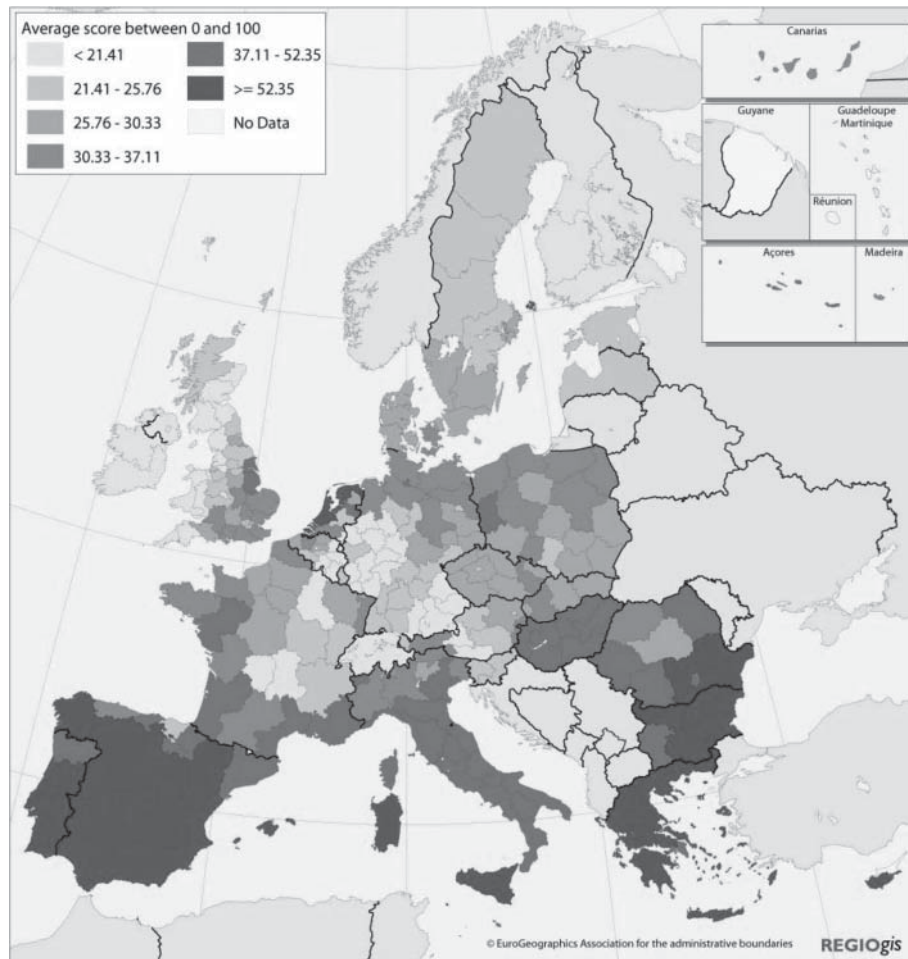 Average score between 0 and 100
< 21.41
21.41 - 25.76
25.76 - 30.33
30.33 - 37.11
37.11 - 52.35
>= 52.35
No Data
Canarias
Guyane
Guadeloupe
Martinique
Réunion
Açores
Madeira
© EuroGeographics Association for the administrative boundaries
REGIOgis